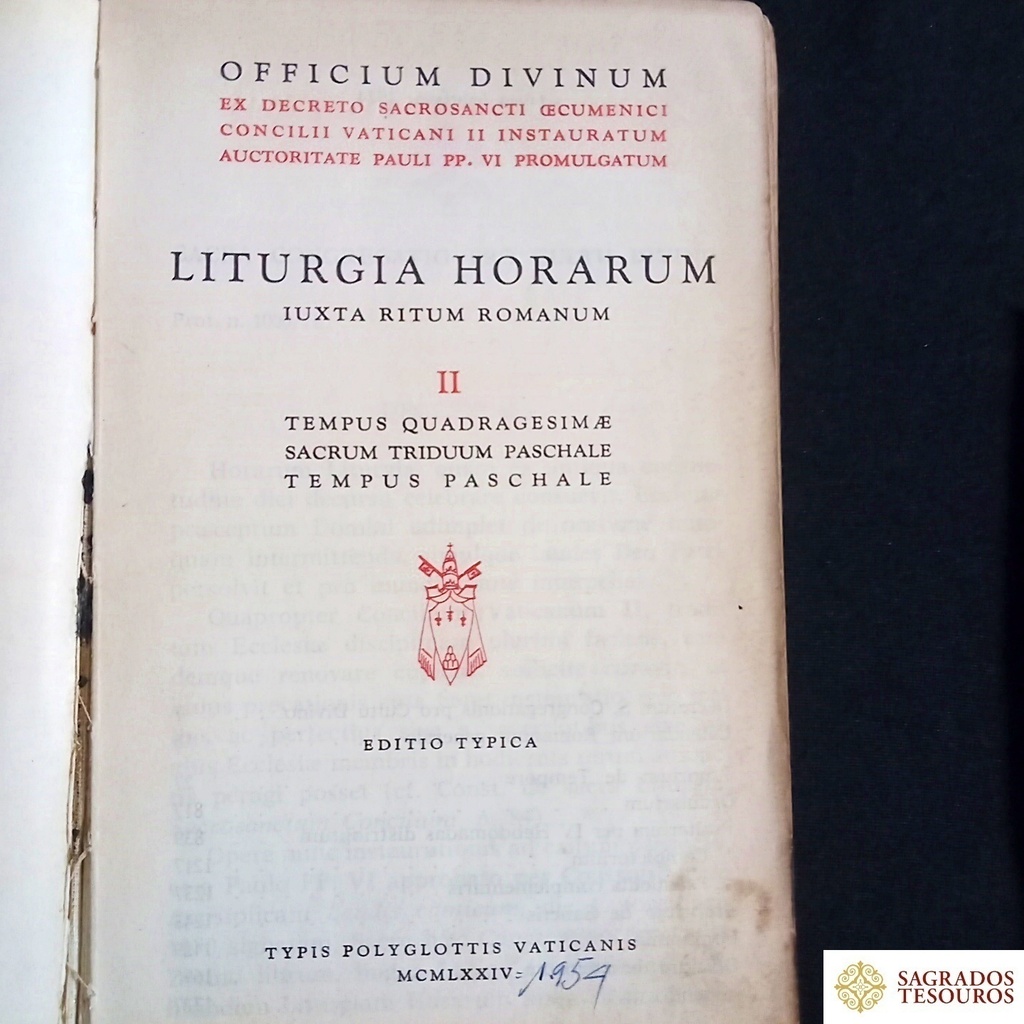 OFFICIUM DIVINUM
EX DECRETO SACROSANCTI ŒCUMENICI
CONCILII VATICANI II INSTAURATUM
AUCTORITATE PAULI PP. VI PROMULGATUM
LITURGIA HORARUM
IUXTA RITUM ROMANUM
II
TEMPUS QUADRAGESIMÆ
SACRUM TRIDUUM PASCHALE
TEMPUS PASCHALE
EDITIO TYPICA
TYPIS POLYGLOTTIS VATICANIS
MCMLXXIV=1954
SAGRADOS
TESOUROS